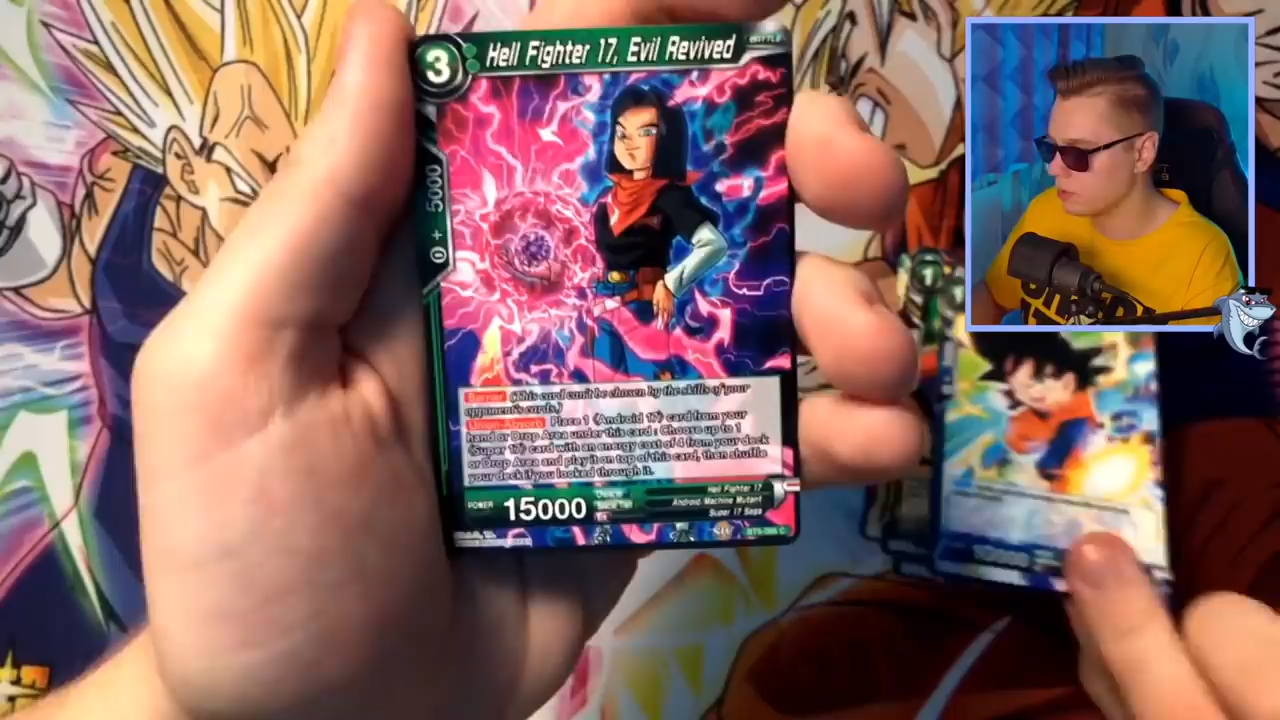 3
Hell Fighter 17, Evil Revived
BATTLE
0 + 5000
Barrier (This card can't be chosen by the skills of your
opponent's cards.)
Union-Absorb Place 1 《Android 17》 card from your
hand or Drop Area under this card : Choose up to 1
《Super 17》 card with an energy cost of 4 from your deck
or Drop Area and play it on top of this card, then shuffle
your deck if you looked through it.
POWER 15000
Hell Fighter 17
Android/Machine Mutant
Super 17 Saga
1